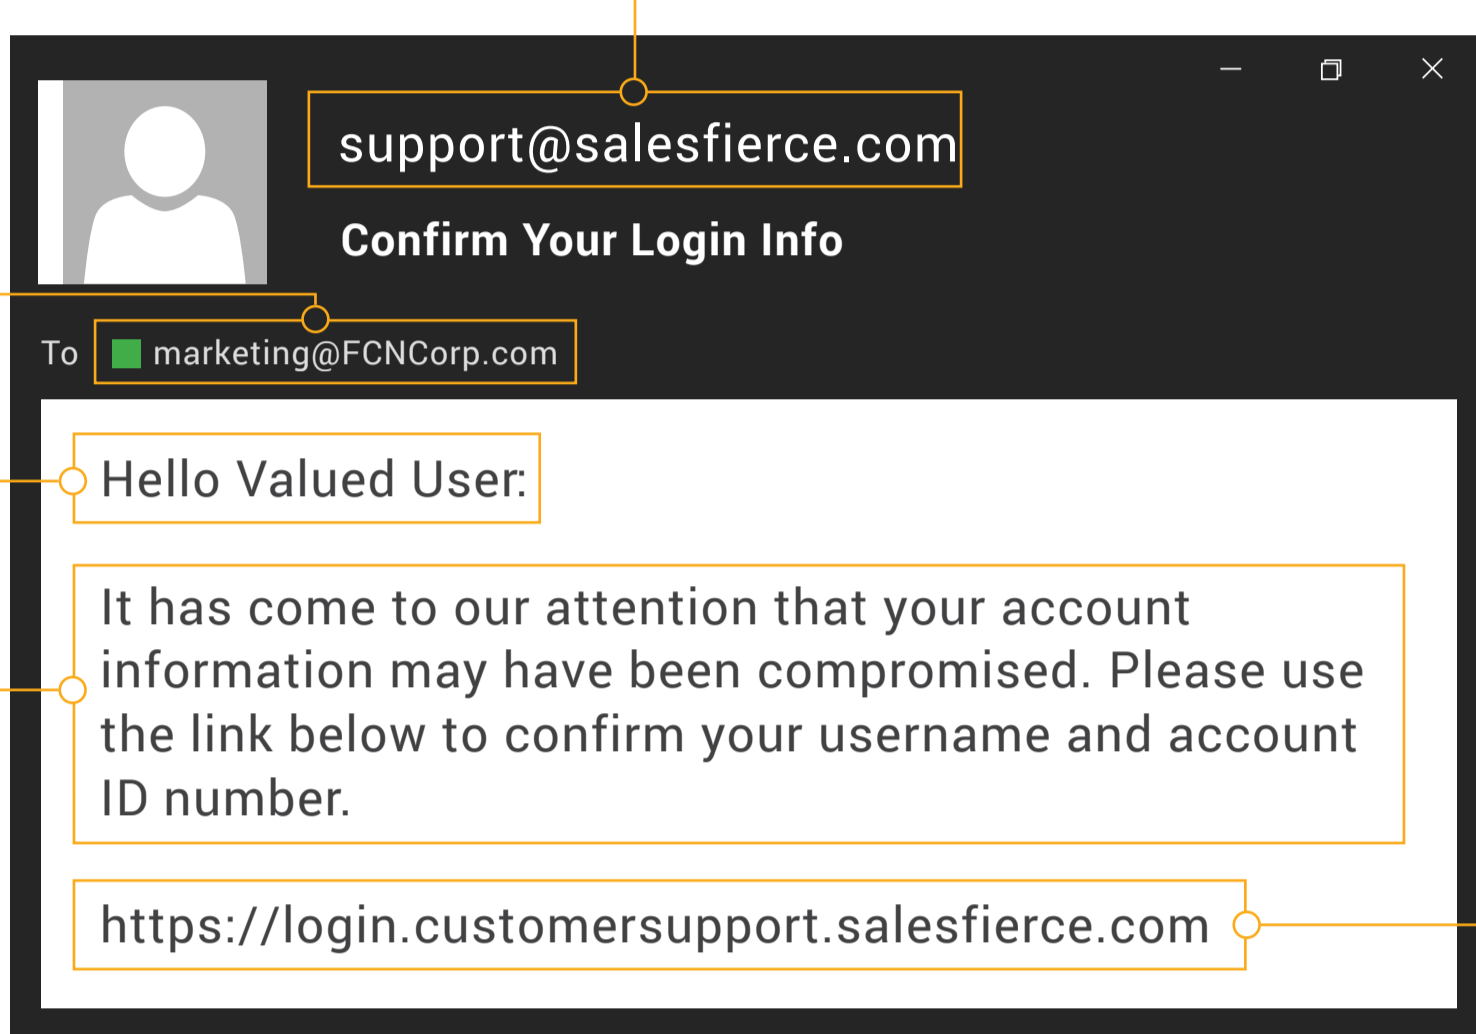 support@salesfierce.com
Confirm Your Login Info
To marketing@FCNCorp.com
Hello Valued User:
It has come to our attention that your account
information may have been compromised. Please use
the link below to confirm your username and account
ID number.
https://login.customersupport.salesfierce.com